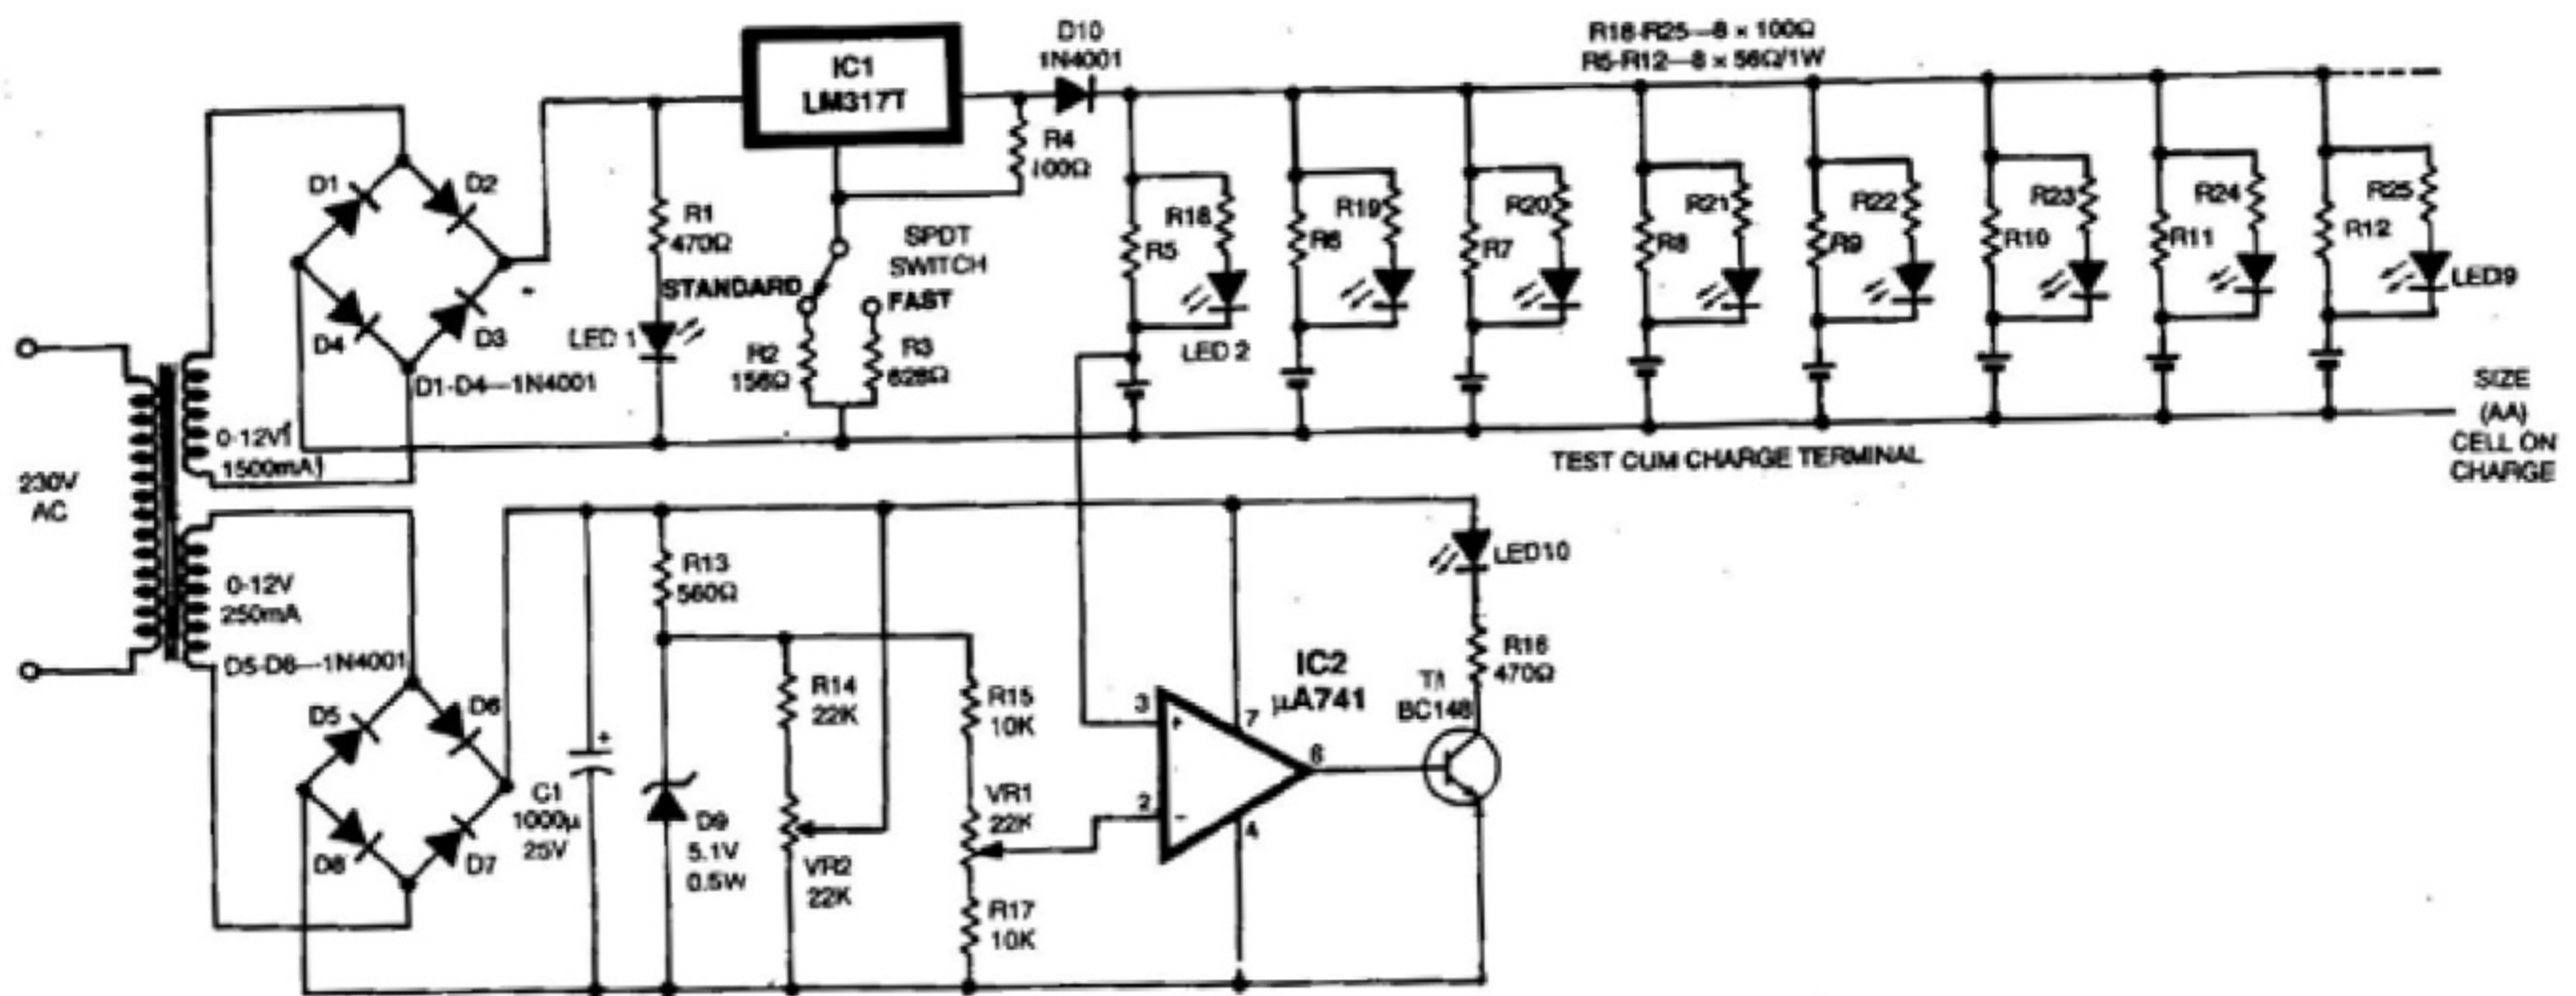 D10
1N4001
R18-R25—8 × 100Ω
R5-R12—8 × 56Ω/1W
IC1
LM317T
R4
100Ω
D1
D2
R1
470Ω
SPDT
SWITCH
STANDARD
FAST
R18
R5
R19
R6
R20
R7
R21
R8
R22
R9
R23
R10
R24
R11
R25
R12
LED9
D4
D3
LED 1
R2
156Ω
R3
628Ω
LED 2
D1-D4—1N4001
SIZE
(AA)
CELL ON
CHARGE
0-12V
1500mA
TEST CUM CHARGE TERMINAL
230V
AC
R13
560Ω
LED10
0-12V
250mA
D5-D8—1N4001
R14
22K
R15
10K
IC2
µA741
R16
470Ω
T1
BC148
D5
D6
3
+
7
6
2
-
4
C1
1000µ
25V
+
D9
5.1V
0.5W
VR1
22K
VR2
22K
D8
D7
R17
10K